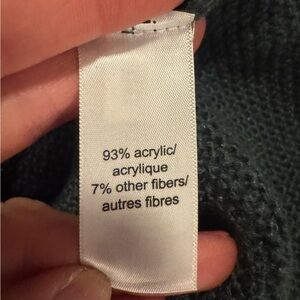 93% acrylic/
acrylique
7% other fibers/
autres fibres